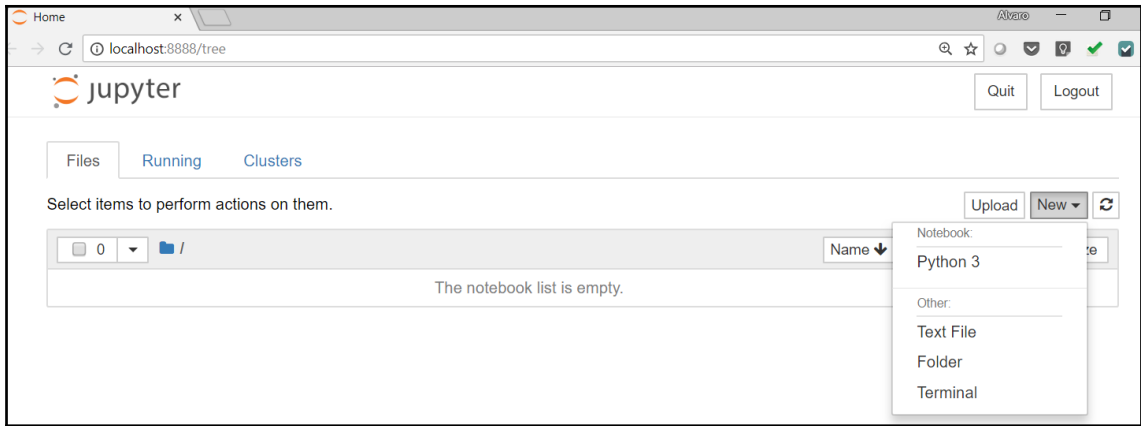 Home
Alvaro
localhost:8888/tree
jupyter
Quit Logout
Files Running Clusters
Select items to perform actions on them.
Upload New
0 /
Name ze
The notebook list is empty.
Notebook:
Python 3
Other:
Text File
Folder
Terminal